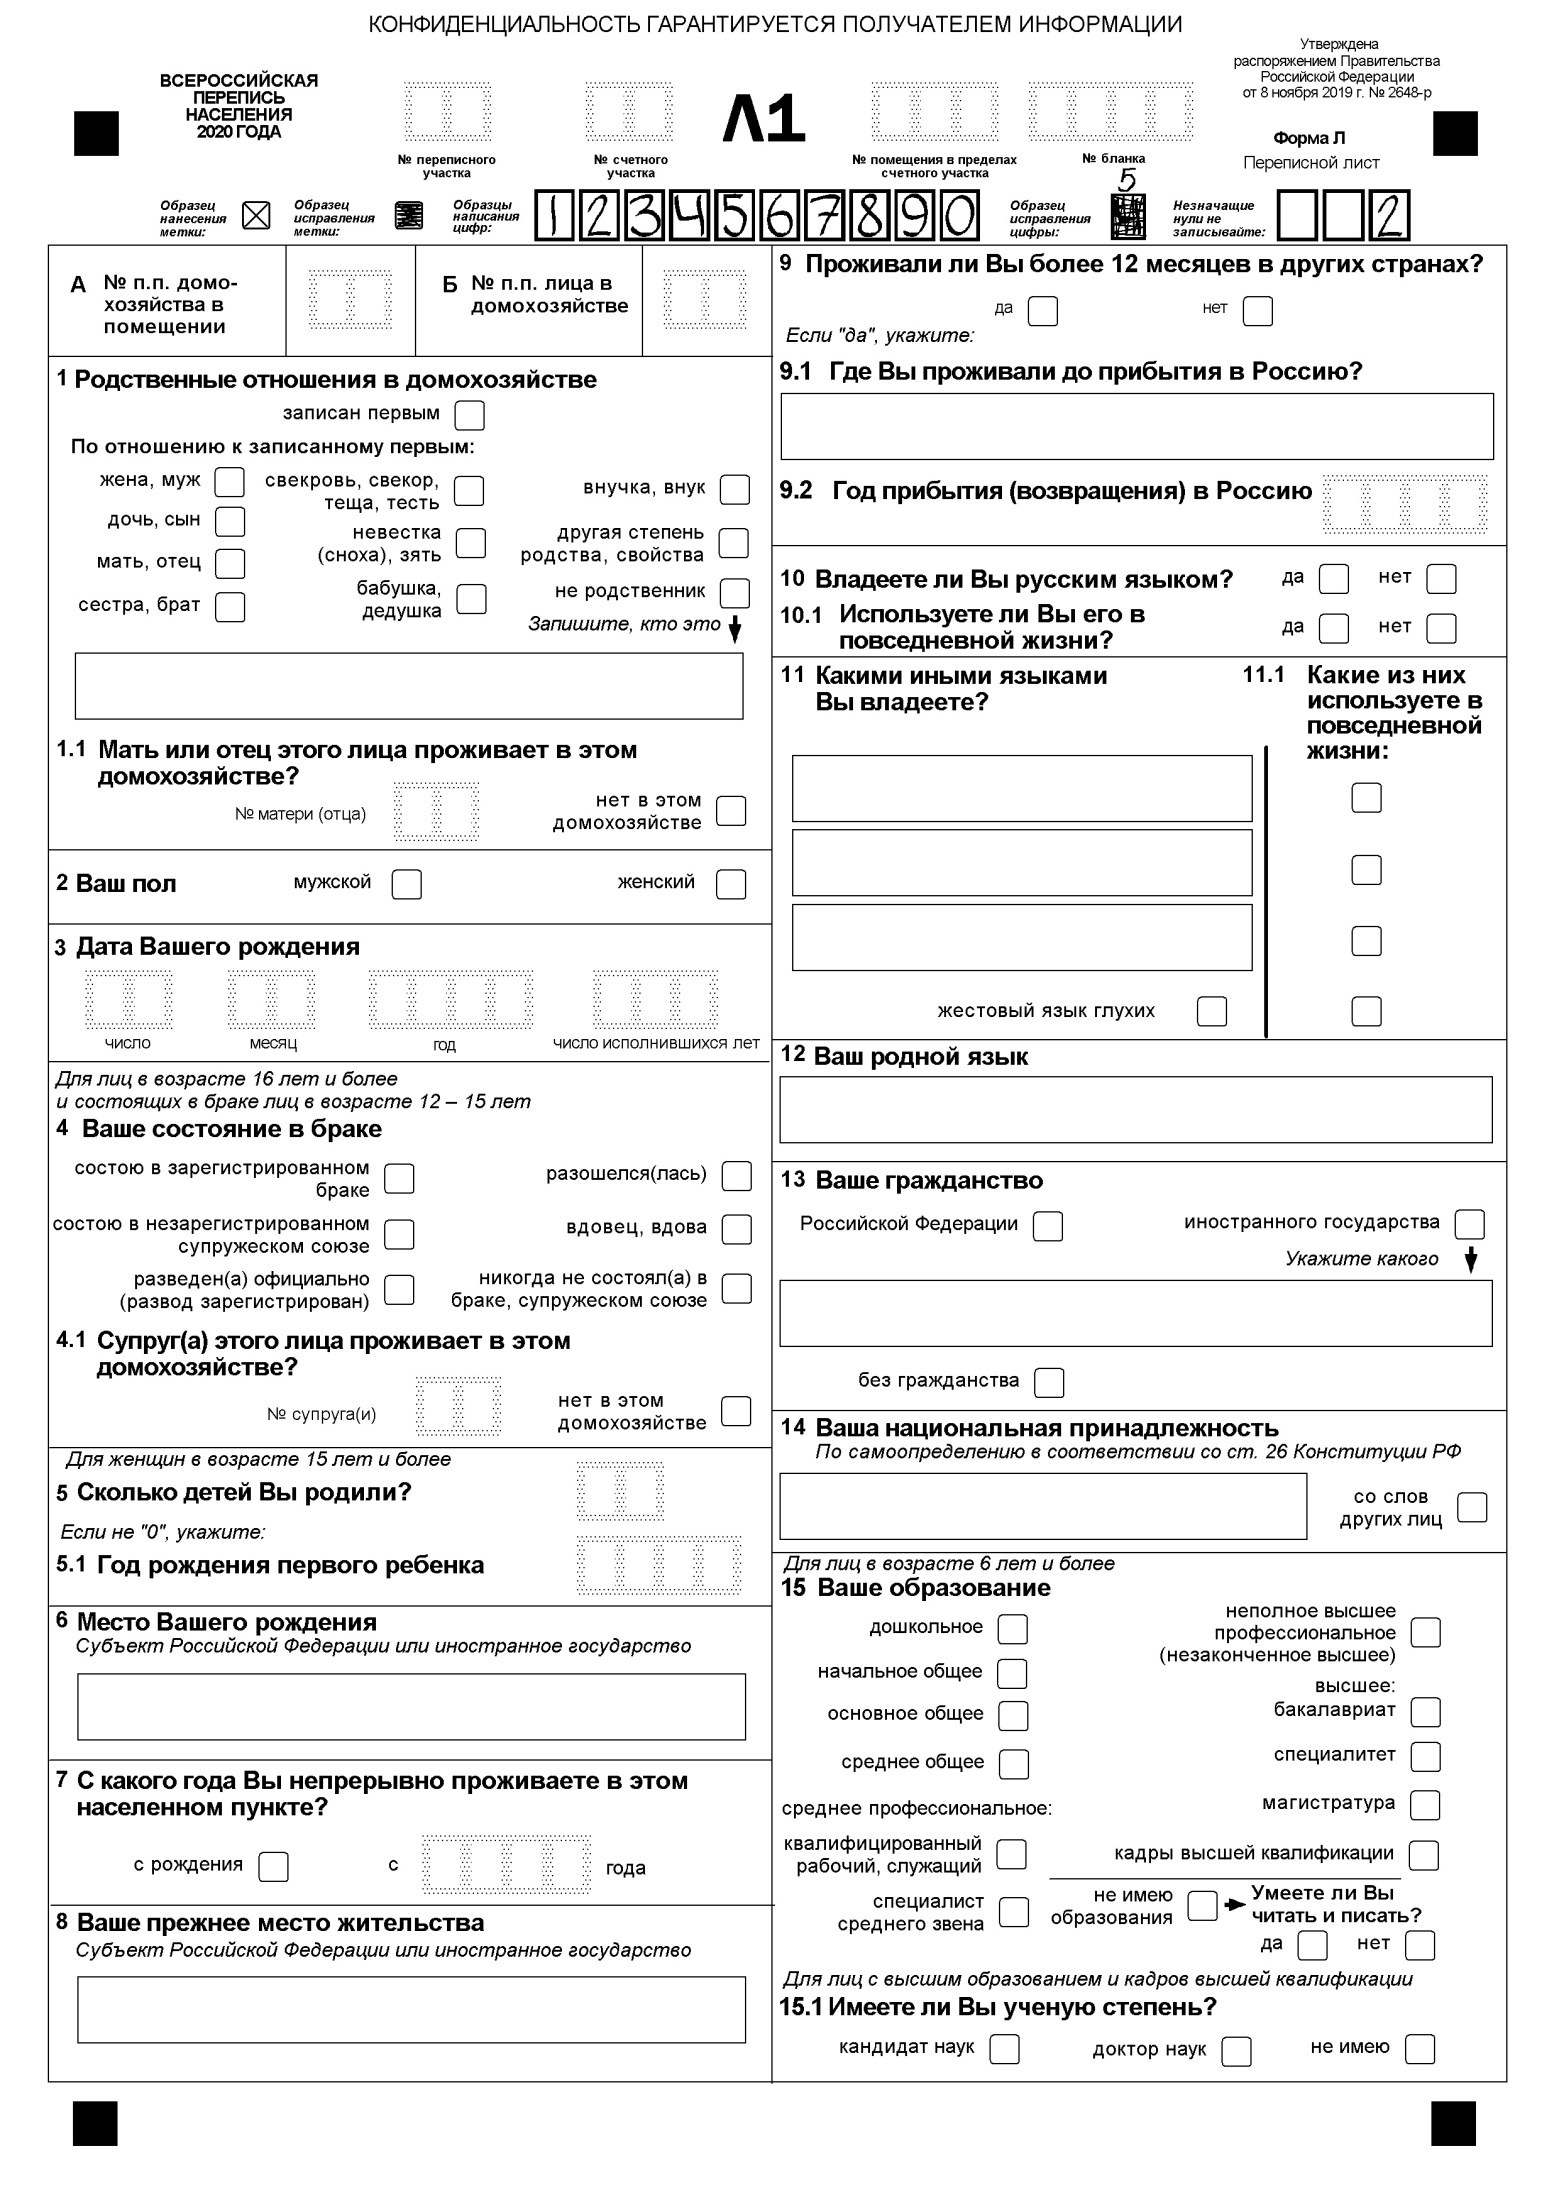 КОНФИДЕНЦИАЛЬНОСТЬ ГАРАНТИРУЕТСЯ ПОЛУЧАТЕЛЕМ ИНФОРМАЦИИ
ВСЕРОССИЙСКАЯ
ПЕРЕПИСЬ
НАСЕЛЕНИЯ
2020 ГОДА
№ переписного
участка
№ счетного
участка
Л1
№ помещения в пределах
счетного участка
№ бланка
Утверждена
распоряжением Правительства
Российской Федерации
от 8 ноября 2019 г. № 2648-р
Форма Л
Переписной лист
Образец
нанесения
метки:
Образец
исправления
метки:
Образцы
написания
цифр:
1 2 3 4 5 6 7 8 9 0
Образец
исправления
цифры:
5
Незначащие
нули не
записывайте:
2
А № п.п. домо-
хозяйства в
помещении
Б № п.п. лица в
домохозяйстве
1 Родственные отношения в домохозяйстве
записан первым
По отношению к записанному первым:
жена, муж
дочь, сын
мать, отец
сестра, брат
свекровь, свекор,
теща, тесть
невестка
(сноха), зять
бабушка,
дедушка
внучка, внук
другая степень
родства, свойства
не родственник
Запишите, кто это
1.1 Мать или отец этого лица проживает в этом
домохозяйстве?
№ матери (отца)
нет в этом
домохозяйстве
2 Ваш пол
мужской
женский
3 Дата Вашего рождения
число
месяц
год
число исполнившихся лет
Для лиц в возрасте 16 лет и более
и состоящих в браке лиц в возрасте 12 – 15 лет
4 Ваше состояние в браке
состою в зарегистрированном
браке
состою в незарегистрированном
супружеском союзе
разведен(а) официально
(развод зарегистрирован)
разошелся(лась)
вдовец, вдова
никогда не состоял(а) в
браке, супружеском союзе
4.1 Супруг(а) этого лица проживает в этом
домохозяйстве?
№ супруга(и)
нет в этом
домохозяйстве
Для женщин в возрасте 15 лет и более
5 Сколько детей Вы родили?
Если не "0", укажите:
5.1 Год рождения первого ребенка
6 Место Вашего рождения
Субъект Российской Федерации или иностранное государство
7 С какого года Вы непрерывно проживаете в этом
населенном пункте?
с рождения
с
года
8 Ваше прежнее место жительства
Субъект Российской Федерации или иностранное государство
9 Проживали ли Вы более 12 месяцев в других странах?
да
нет
Если "да", укажите:
9.1 Где Вы проживали до прибытия в Россию?
9.2 Год прибытия (возвращения) в Россию
10 Владеете ли Вы русским языком?
да
нет
10.1 Используете ли Вы его в
повседневной жизни?
да
нет
11 Какими иными языками
Вы владеете?
11.1 Какие из них
используете в
повседневной
жизни:
жестовый язык глухих
12 Ваш родной язык
13 Ваше гражданство
Российской Федерации
иностранного государства
Укажите какого
без гражданства
14 Ваша национальная принадлежность
По самоопределению в соответствии со ст. 26 Конституции РФ
со слов
других лиц
Для лиц в возрасте 6 лет и более
15 Ваше образование
дошкольное
начальное общее
основное общее
среднее общее
среднее профессиональное:
квалифицированный
рабочий, служащий
специалист
среднего звена
неполное высшее
профессиональное
(незаконченное высшее)
высшее:
бакалавриат
специалитет
магистратура
кадры высшей квалификации
не имею
образования
Умеете ли Вы
читать и писать?
да
нет
Для лиц с высшим образованием и кадров высшей квалификации
15.1 Имеете ли Вы ученую степень?
кандидат наук
доктор наук
не имею